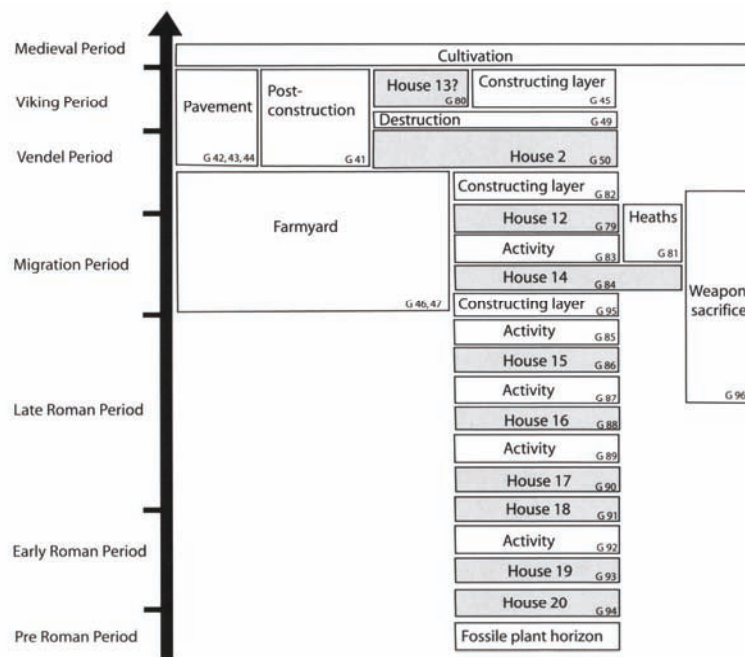 Medieval Period
Cultivation
Viking Period
Pavement
G 42, 43, 44
Post-
construction
G 41
House 13?
G 80
Constructing layer
G 45
Destruction
G 49
Vendel Period
House 2
G 50
Farmyard
G 46, 47
Constructing layer
G 82
House 12
G 79
Heaths
G 81
Activity
G 83
Migration Period
House 14
G 84
Weapon
sacrifice
G 96
Constructing layer
G 95
Activity
G 85
House 15
G 86
Activity
G 87
Late Roman Period
House 16
G 88
Activity
G 89
House 17
G 90
House 18
G 91
Early Roman Period
Activity
G 92
House 19
G 93
House 20
G 94
Pre Roman Period
Fossile plant horizon